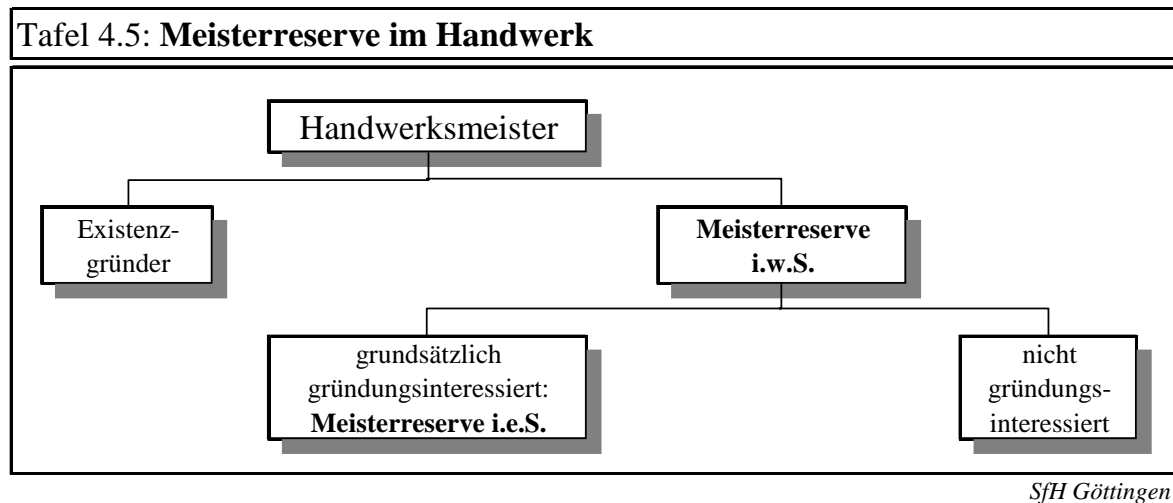 Tafel 4.5: Meisterreserve im Handwerk
Handwerksmeister
Existenz-
gründer
Meisterreserve
i.w.S.
grundsätzlich
gründungsinteressiert:
Meisterreserve i.e.S.
nicht
gründungs-
interessiert
SfH Göttingen